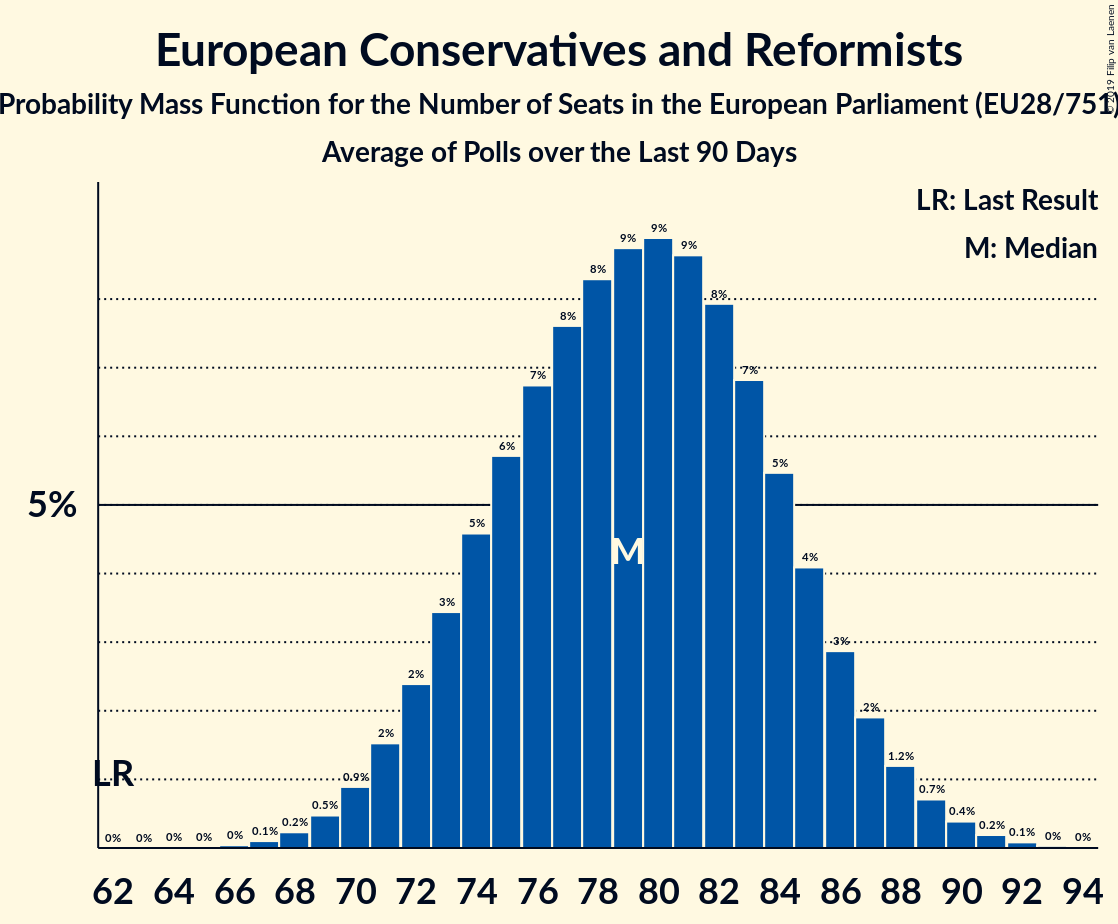 European Conservatives and Reformists
Probability Mass Function for the Number of Seats in the European Parliament (EU28/751)
Average of Polls over the Last 90 Days
© 2019 Filip van Laenen
LR: Last Result
M: Median
5%
LR
M
0% 0% 0% 0% 0% 0.1% 0.2% 0.5% 0.9% 2% 2% 3% 5% 6% 7% 8% 8% 9% 9% 9% 8% 7% 5% 4% 3% 2% 1.2% 0.7% 0.4% 0.2% 0.1% 0% 0%
62 64 66 68 70 72 74 76 78 80 82 84 86 88 90 92 94